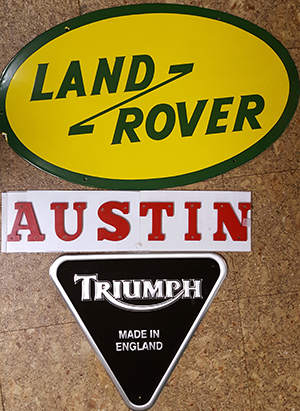 LAND
ROVER
AUSTIN
TRIUMPH
MADE IN
ENGLAND